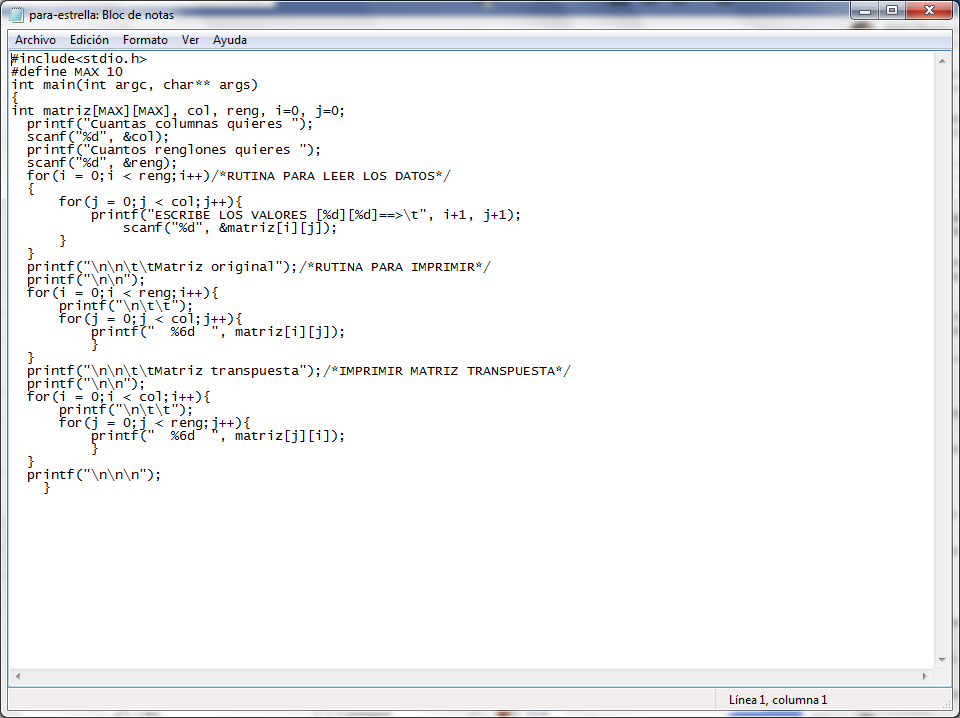 para-estrella: Bloc de notas
Archivo Edición Formato Ver Ayuda
#include<stdio.h>
#define MAX 10
int main(int argc, char** args)
{
int matriz[MAX][MAX], col, reng, i=0, j=0;
  printf("Cuantas columnas quieres ");
  scanf("%d", &col);
  printf("Cuantos renglones quieres ");
  scanf("%d", &reng);
  for(i = 0;i < reng;i++)/*RUTINA PARA LEER LOS DATOS*/
  {
      for(j = 0;j < col;j++){
          printf("ESCRIBE LOS VALORES [%d][%d]==>\t", i+1, j+1);
              scanf("%d", &matriz[i][j]);
      }
  }
  printf("\n\n\t\tMatriz original");/*RUTINA PARA IMPRIMIR*/
  printf("\n\n");
  for(i = 0;i < reng;i++){
      printf("\n\t\t");
      for(j = 0;j < col;j++){
          printf("  %6d  ", matriz[i][j]);
          }
  }
  printf("\n\n\t\tMatriz transpuesta");/*IMPRIMIR MATRIZ TRANSPUESTA*/
  printf("\n\n");
  for(i = 0;i < col;i++){
      printf("\n\t\t");
      for(j = 0;j < reng;j++){
          printf("  %6d  ", matriz[j][i]);
          }
  }
  printf("\n\n\n");
    }
Línea 1, columna 1